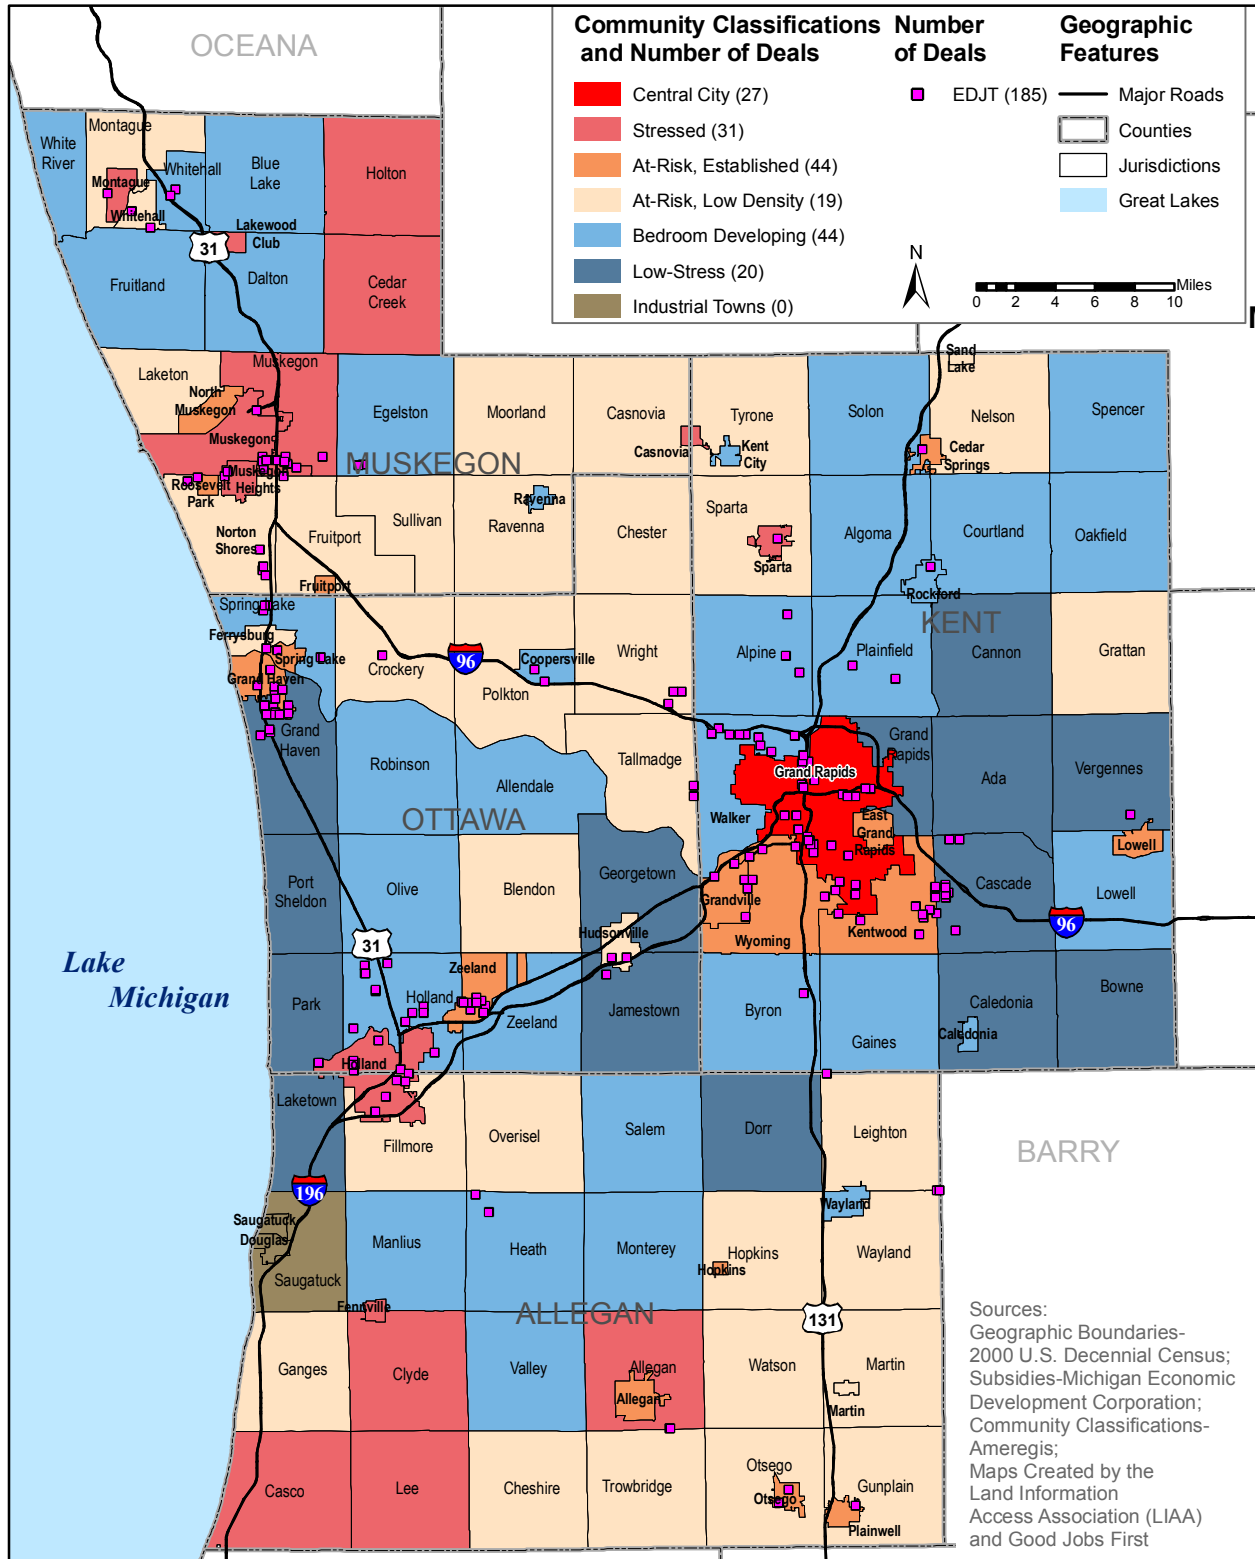 OCEANA
Community Classifications
and Number of Deals
Central City (27)
Stressed (31)
At-Risk, Established (44)
At-Risk, Low Density (19)
Bedroom Developing (44)
Low-Stress (20)
Industrial Towns (0)
Number
of Deals
EDJT (185)
Geographic
Features
Major Roads
Counties
Jurisdictions
Great Lakes
N
Miles
0 2 4 6 8 10
Montague
White
River
Whitehall
Blue
Lake
Holton
Montague
Whitehall
Lakewood
Club
31
Fruitland
Dalton
Cedar
Creek
Muskegon
Laketon
North
Muskegon
Egelston
Moorland
Casnovia
Tyrone
Solon
Sand
Lake
Nelson
Spencer
Muskegon
Casnovia
Kent
City
Cedar
Springs
MUSKEGON
Muskegon
Heights
Roosevelt
Park
Ravenna
Ravenna
Sullivan
Fruitport
Norton
Shores
Chester
Sparta
Sparta
Algoma
Courtland
Oakfield
Fruitport
Rockford
Spring Lake
Ferrysburg
Spring Lake
Grand Haven
Crockery
96
Coopersville
Polkton
Wright
Alpine
Plainfield
KENT
Cannon
Grattan
Grand
Haven
Robinson
Allendale
Tallmadge
Grand Rapids
Grand
Rapids
Ada
Vergennes
OTTAWA
Walker
East
Grand
Rapids
Lowell
Port
Sheldon
Olive
Blendon
Georgetown
Grandville
Cascade
Lowell
Hudsonville
Wyoming
Kentwood
96
31
Lake
Michigan
Zeeland
Park
Holland
Zeeland
Jamestown
Byron
Gaines
Caledonia
Caledonia
Bowne
Holland
Laketown
Fillmore
Overisel
Salem
Dorr
Leighton
BARRY
196
Saugatuck
Douglas
Saugatuck
Manlius
Heath
Monterey
Hopkins
Hopkins
Wayland
Wayland
Fennville
ALLEGAN
131
Ganges
Clyde
Valley
Allegan
Allegan
Watson
Martin
Martin
Casco
Lee
Cheshire
Trowbridge
Otsego
Otsego
Gunplain
Plainwell
Sources:
Geographic Boundaries-
2000 U.S. Decennial Census;
Subsidies-Michigan Economic
Development Corporation;
Community Classifications-
Ameregis;
Maps Created by the
Land Information
Access Association (LIAA)
and Good Jobs First